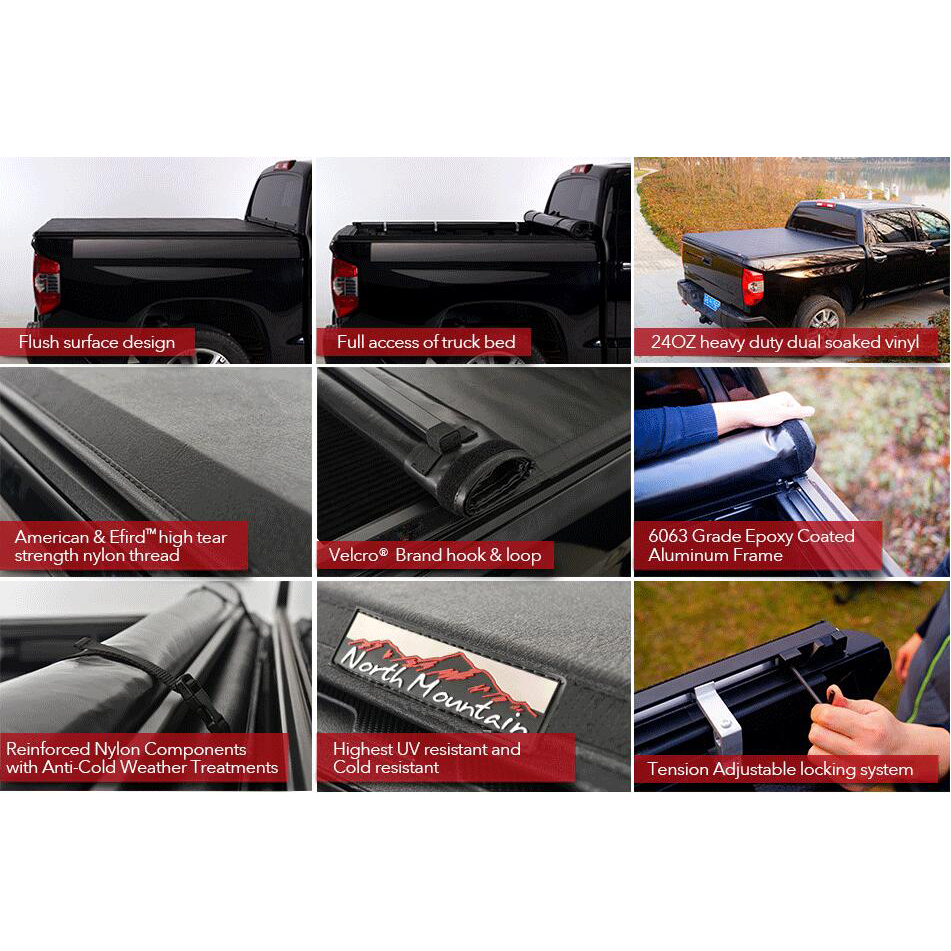 Flush surface design
Full access of truck bed
24OZ heavy duty dual soaked vinyl
American & Efird™ high tear
strength nylon thread
Velcro® Brand hook & loop
6063 Grade Epoxy Coated
Aluminum Frame
Reinforced Nylon Components
with Anti-Cold Weather Treatments
North Mountain
Highest UV resistant and
Cold resistant
Tension Adjustable locking system